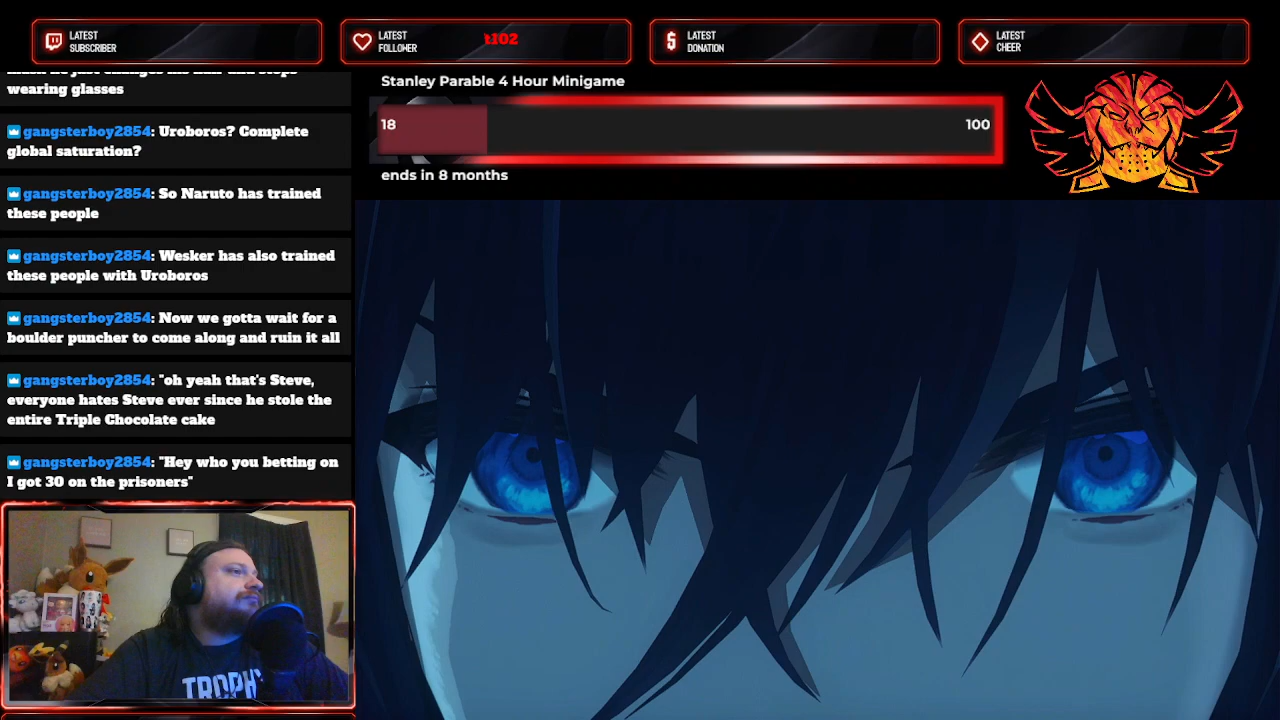 LATEST
SUBSCRIBER
LATEST
FOLLOWER
LATEST
DONATION
LATEST
CHEER
wearing glasses
gangsterboy2854: Uroboros? Complete
global saturation?
gangsterboy2854: So Naruto has trained
these people
gangsterboy2854: Wesker has also trained
these people with Uroboros
gangsterboy2854: Now we gotta wait for a
boulder puncher to come along and ruin it all
gangsterboy2854: "oh yeah that's Steve,
everyone hates Steve ever since he stole the
entire Triple Chocolate cake
gangsterboy2854: "Hey who you betting on
I got 30 on the prisoners"
Stanley Parable 4 Hour Minigame
18
100
ends in 8 months
TROPHY